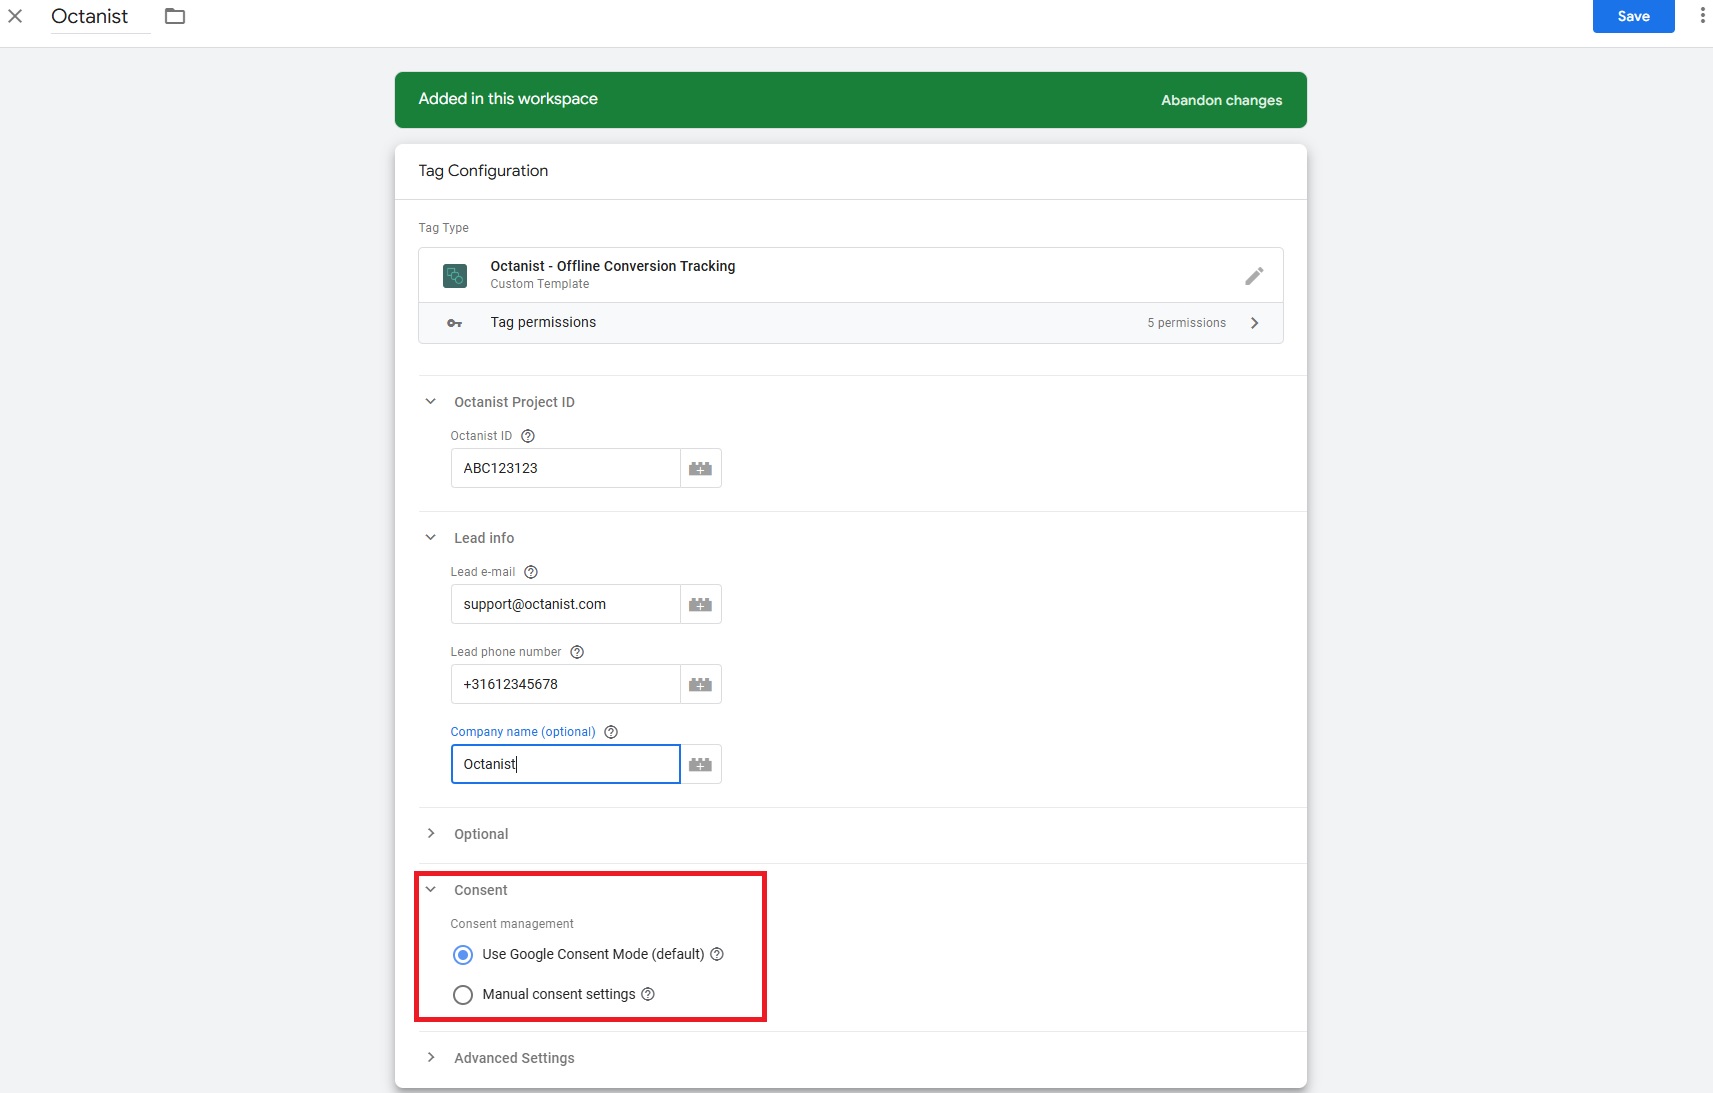 Octanist
Save
Added in this workspace
Abandon changes
Tag Configuration
Tag Type
Octanist - Offline Conversion Tracking
Custom Template
Tag permissions
5 permissions
Octanist Project ID
Octanist ID
ABC123123
Lead info
Lead e-mail
support@octanist.com
Lead phone number
+31612345678
Company name (optional)
Octanist
Optional
Consent
Consent management
Use Google Consent Mode (default)
Manual consent settings
Advanced Settings